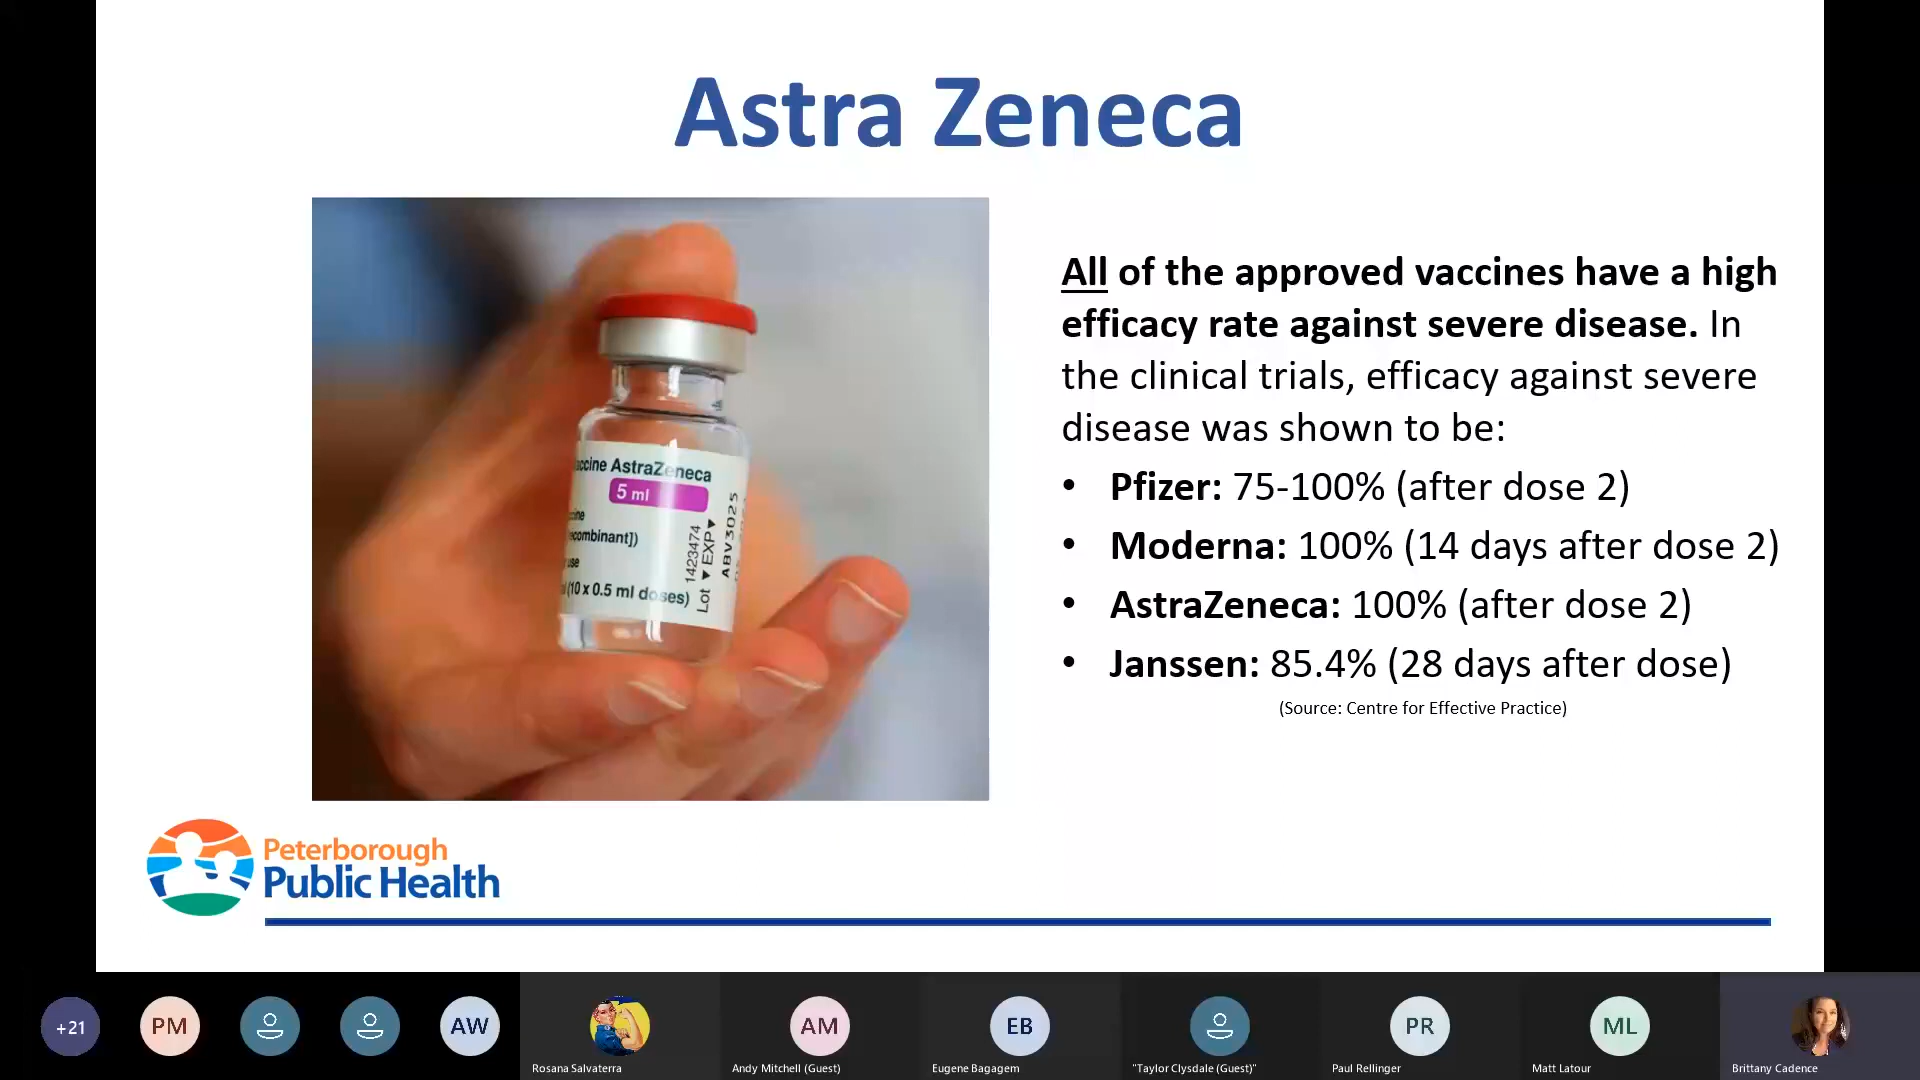 Astra Zeneca
accine AstraZeneca
5 ml
ecombinant])
use
(10 x 0.5 ml doses)
Lot ▼ EXP ▼
1423474
ABV3025
All of the approved vaccines have a high
efficacy rate against severe disease. In
the clinical trials, efficacy against severe
disease was shown to be:
• Pfizer: 75-100% (after dose 2)
• Moderna: 100% (14 days after dose 2)
• AstraZeneca: 100% (after dose 2)
• Janssen: 85.4% (28 days after dose)
(Source: Centre for Effective Practice)
Peterborough
Public Health
+21
PM
AW
AM
EB
PR
ML
Rosana Salvaterra
Andy Mitchell (Guest)
Eugene Bagagem
"Taylor Clysdale (Guest)"
Paul Rellinger
Matt Latour
Brittany Cadence